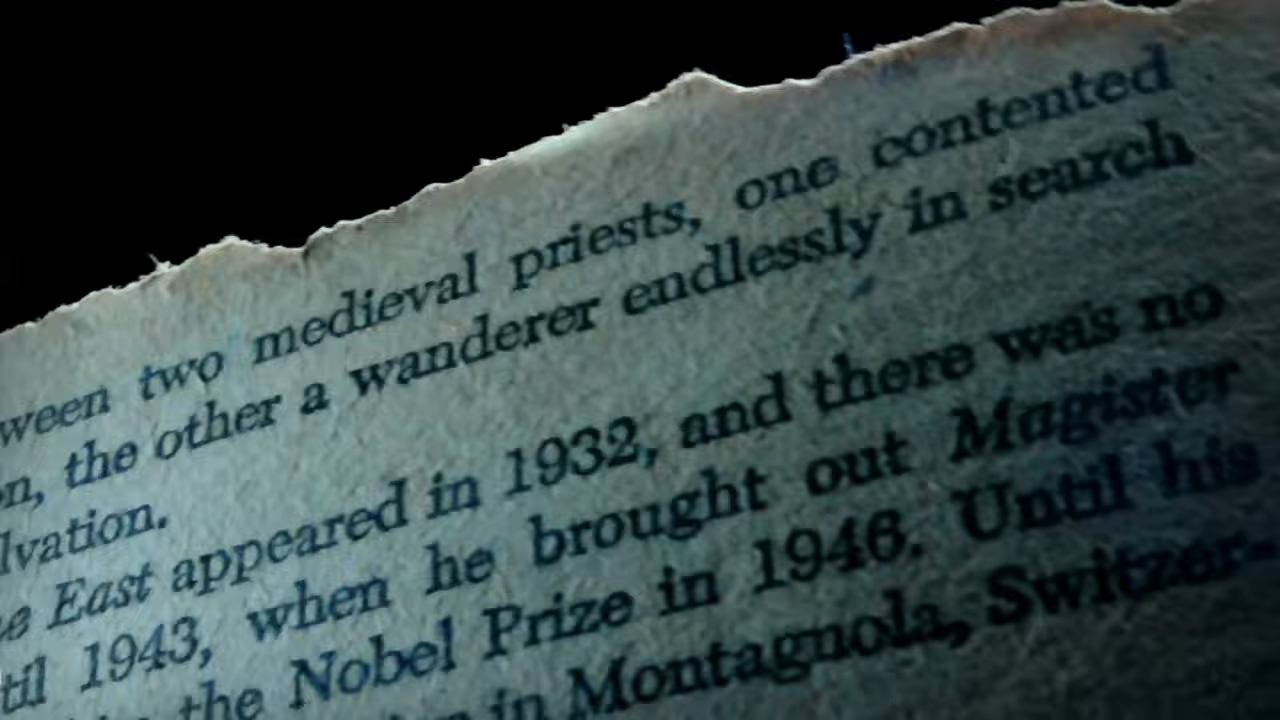 ween two medieval priests, one contented
n, the other a wanderer endlessly in search
lvation.
e East appeared in 1932, and there was no
til 1943, when he brought out Magister
the Nobel Prize in 1946. Until his
in Montagnola, Switzer-